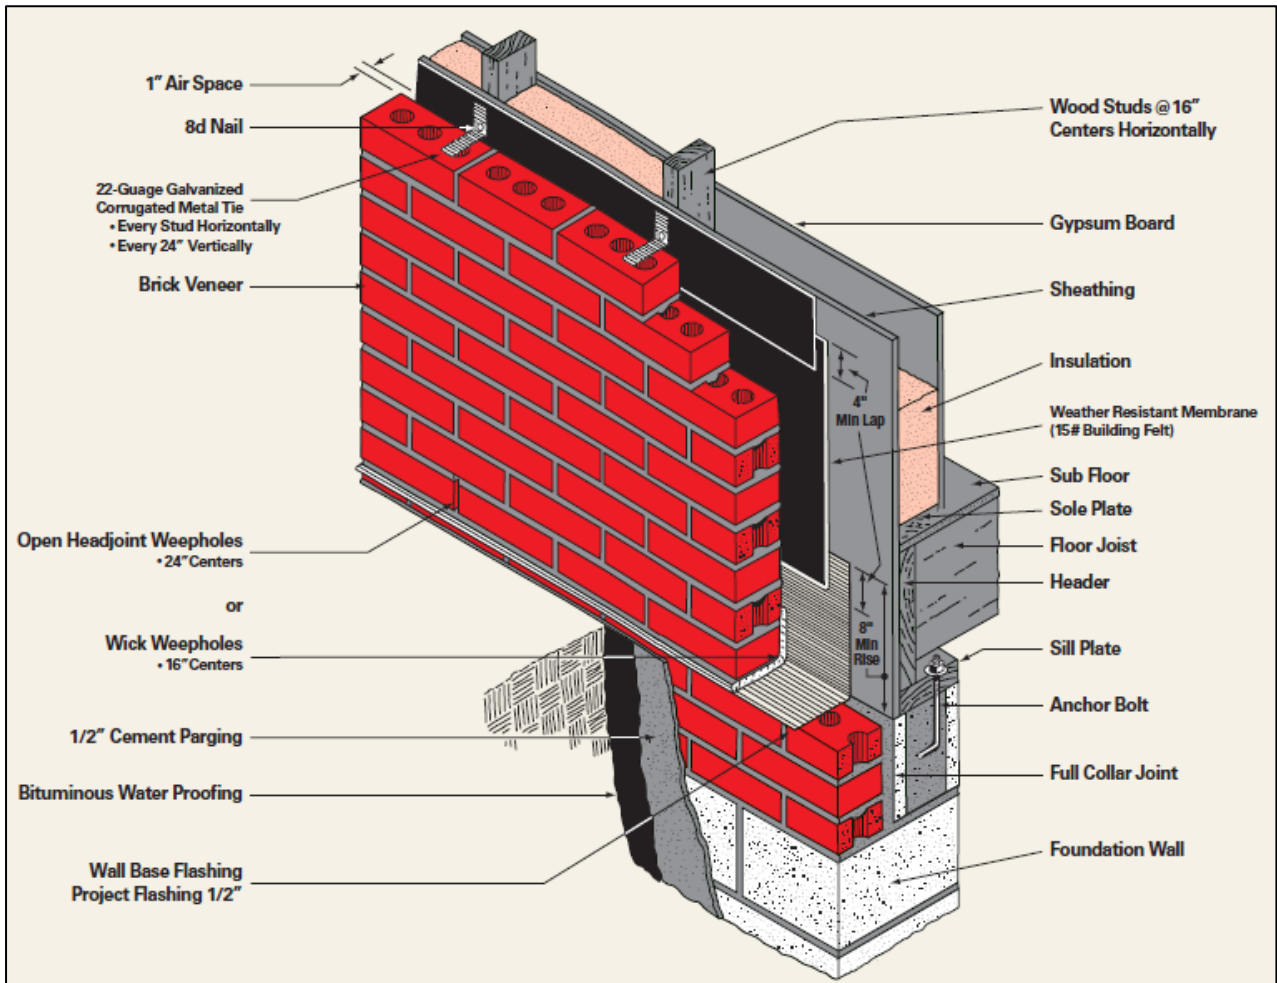 1" Air Space
8d Nail
22-Guage Galvanized
Corrugated Metal Tie
• Every Stud Horizontally
• Every 24" Vertically
Brick Veneer
Open Headjoint Weepholes
• 24" Centers
or
Wick Weepholes
• 16" Centers
1/2" Cement Parging
Bituminous Water Proofing
Wall Base Flashing
Project Flashing 1/2"
4"
Min Lap
8"
Min
Rise
Wood Studs @ 16"
Centers Horizontally
Gypsum Board
Sheathing
Insulation
Weather Resistant Membrane
(15# Building Felt)
Sub Floor
Sole Plate
Floor Joist
Header
Sill Plate
Anchor Bolt
Full Collar Joint
Foundation Wall